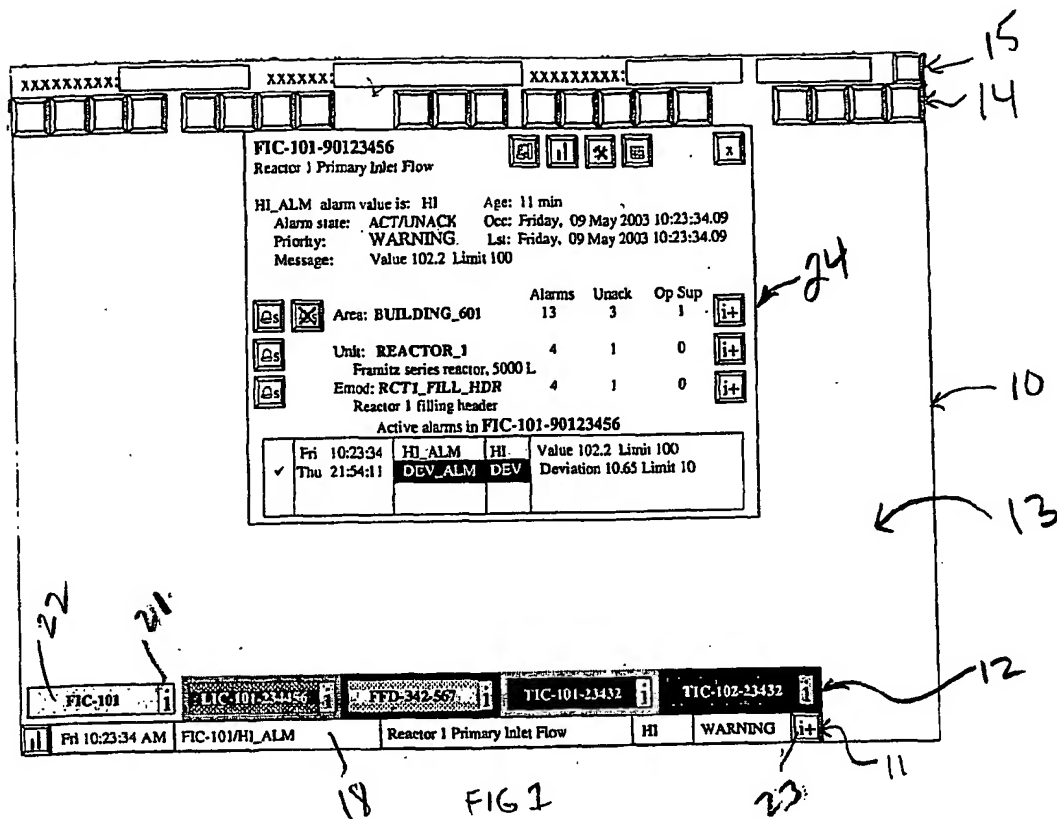 15
xxxxxxxxxx: xxxxxx: xxxxxxxxx:
14
FIC-101-90123456 x
Reactor 1 Primary Inlet Flow
HI_ALM alarm value is: HI Age: 11 min
Alarm state: ACT/UNACK Occ: Friday, 09 May 2003 10:23:34.09
Priority: WARNING. Lst: Friday, 09 May 2003 10:23:34.09
Message: Value 102.2 Limit 100
24
Alarms Unack Op Sup
Area: BUILDING_601 13 3 1 i+
Unit: REACTOR_1 4 1 0 i+
Framitz series reactor, 5000 L
Emod: RCT1_FILL_HDR 4 1 0 i+
Reactor 1 filling header
10
Active alarms in FIC-101-90123456
Fri 10:23:34 HI_ALM HI Value 102.2 Limit 100
✓ Thu 21:54:11 DEV_ALM DEV Deviation 10.65 Limit 10
13
22 21
FIC-101 i i FFD-342-567 i TIC-101-23432 i TIC-102-23432 i
12
Fri 10:23:34 AM FIC-101/HI_ALM Reactor 1 Primary Inlet Flow HI WARNING i+
11
18 FIG 1 23